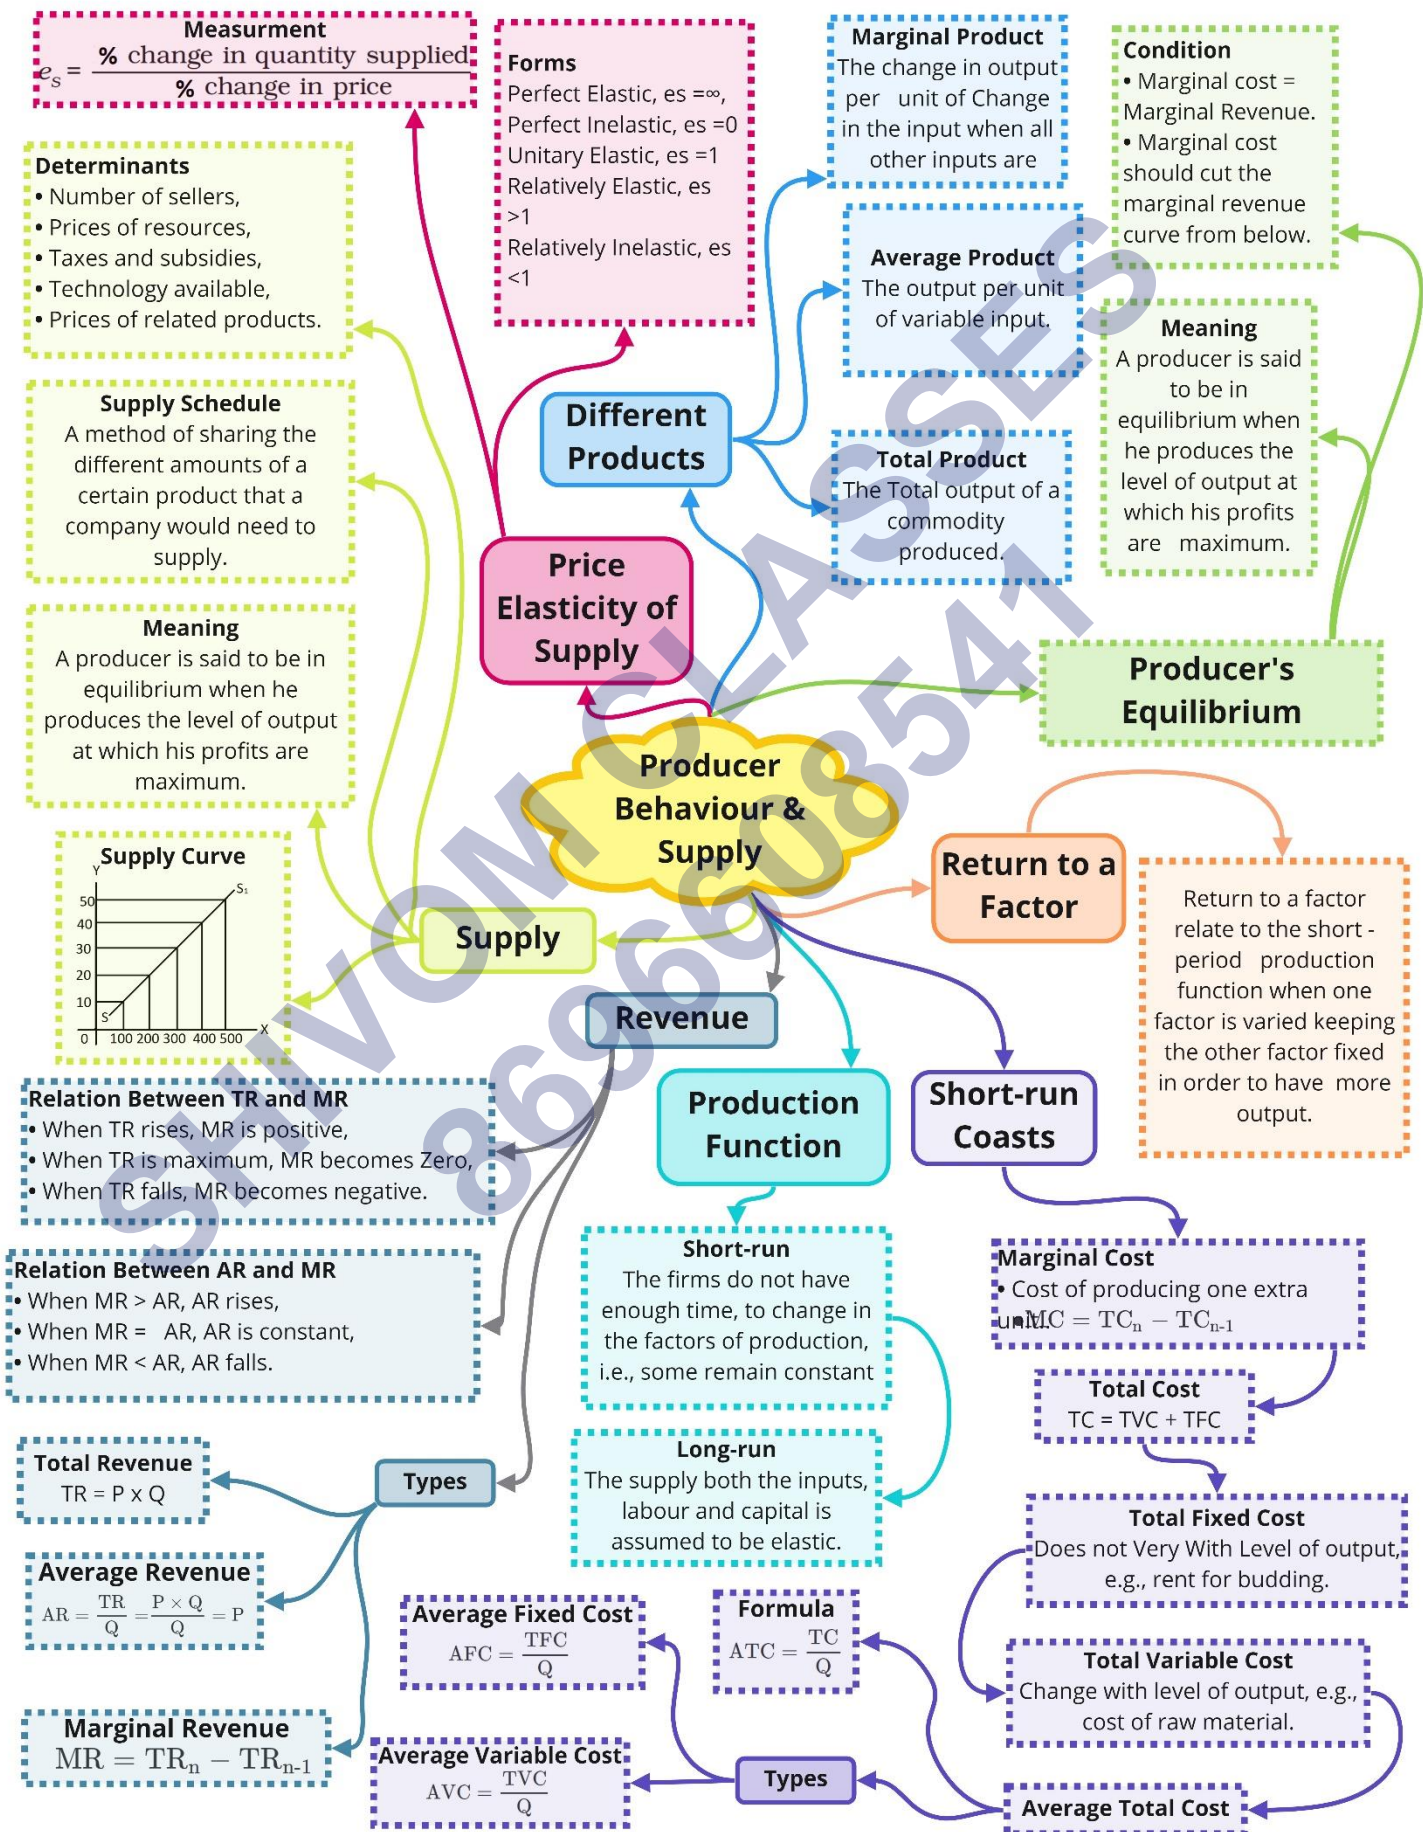 Measurment
e_s = % change in quantity supplied / % change in price
Forms
Perfect Elastic, es =∞,
Perfect Inelastic, es =0
Unitary Elastic, es =1
Relatively Elastic, es
>1
Relatively Inelastic, es
<1
Marginal Product
The change in output
per unit of Change
in the input when all
other inputs are
Condition
• Marginal cost =
Marginal Revenue.
• Marginal cost
should cut the
marginal revenue
curve from below.
Determinants
• Number of sellers,
• Prices of resources,
• Taxes and subsidies,
• Technology available,
• Prices of related products.
Average Product
The output per unit
of variable input.
Meaning
A producer is said
to be in
equilibrium when
he produces the
level of output at
which his profits
are maximum.
Supply Schedule
A method of sharing the
different amounts of a
certain product that a
company would need to
supply.
Different
Products
Total Product
The Total output of a
commodity
produced.
Price
Elasticity of
Supply
Meaning
A producer is said to be in
equilibrium when he
produces the level of output
at which his profits are
maximum.
Producer's
Equilibrium
Producer
Behaviour &
Supply
Supply Curve
Y
50
40
30
20
10
0
S
S1
100 200 300 400 500
X
Supply
Return to a
Factor
Return to a factor
relate to the short -
period production
function when one
factor is varied keeping
the other factor fixed
in order to have more
output.
Revenue
Production
Function
Short-run
Coasts
Relation Between TR and MR
• When TR rises, MR is positive,
• When TR is maximum, MR becomes Zero,
• When TR falls, MR becomes negative.
Relation Between AR and MR
• When MR > AR, AR rises,
• When MR = AR, AR is constant,
• When MR < AR, AR falls.
Short-run
The firms do not have
enough time, to change in
the factors of production,
i.e., some remain constant
Long-run
The supply both the inputs,
labour and capital is
assumed to be elastic.
Marginal Cost
• Cost of producing one extra
unit.
• MC = TC_n − TC_n-1
Total Cost
TC = TVC + TFC
Total Fixed Cost
Does not Very With Level of output,
e.g., rent for budding.
Total Variable Cost
Change with level of output, e.g.,
cost of raw material.
Average Total Cost
Types
Total Revenue
TR = P x Q
Average Revenue
AR = TR / Q = P × Q / Q = P
Marginal Revenue
MR = TR_n − TR_n-1
Average Fixed Cost
AFC = TFC / Q
Formula
ATC = TC / Q
Average Variable Cost
AVC = TVC / Q
Types
SHIVOM CLASSES
8696608541